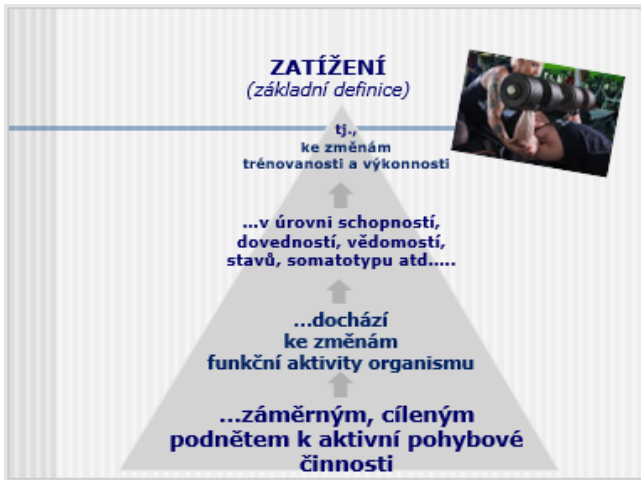 ZATÍŽENÍ
(základní definice)
tj.,
ke změnám
trénovanosti a výkonnosti
...v úrovni schopností,
dovedností, vědomostí,
stavů, somatotypu atd.....
...dochází
ke změnám
funkční aktivity organismu
...záměrným, cíleným
podnětem k aktivní pohybové
činnosti